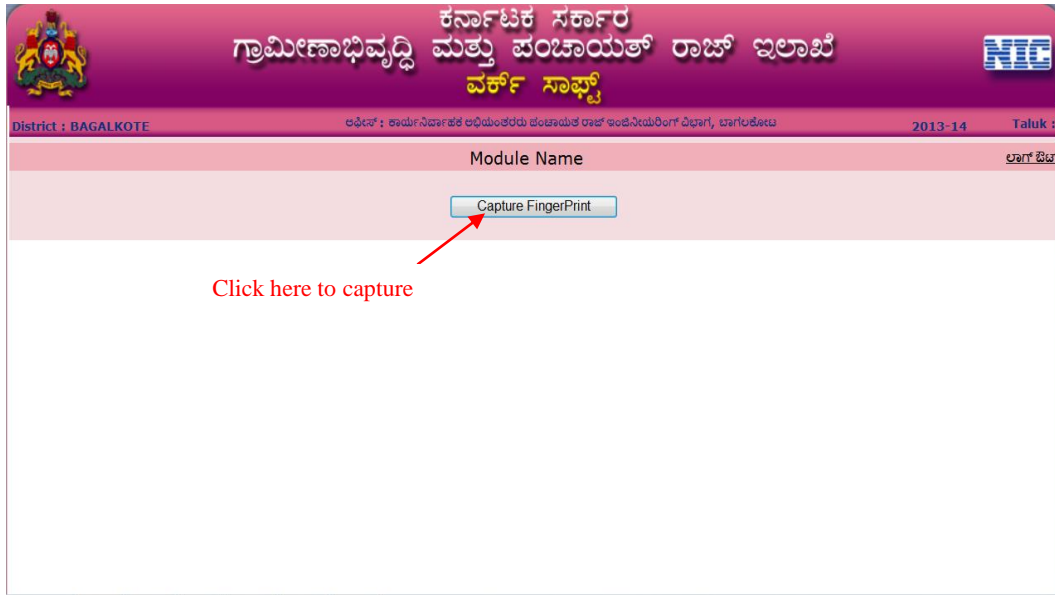 ಕರ್ನಾಟಕ ಸರ್ಕಾರ
ಗ್ರಾಮೀಣಾಭಿವೃದ್ಧಿ ಮತ್ತು ಪಂಚಾಯತ್ ರಾಜ್ ಇಲಾಖೆ
NIC
ವರ್ಕ್ ಸಾಫ್ಟ್
District : BAGALKOTE ಆಫೀಸ್ : ಕಾರ್ಯನಿರ್ವಾಹಕ ಅಭಿಯಂತರರು ಪಂಚಾಯತ ರಾಜ್ ಇಂಜಿನೀಯರಿಂಗ್ ವಿಭಾಗ, ಬಾಗಲಕೋಟ 2013-14 Taluk :
Module Name ಲಾಗ್ ಔಟ
Capture FingerPrint
Click here to capture